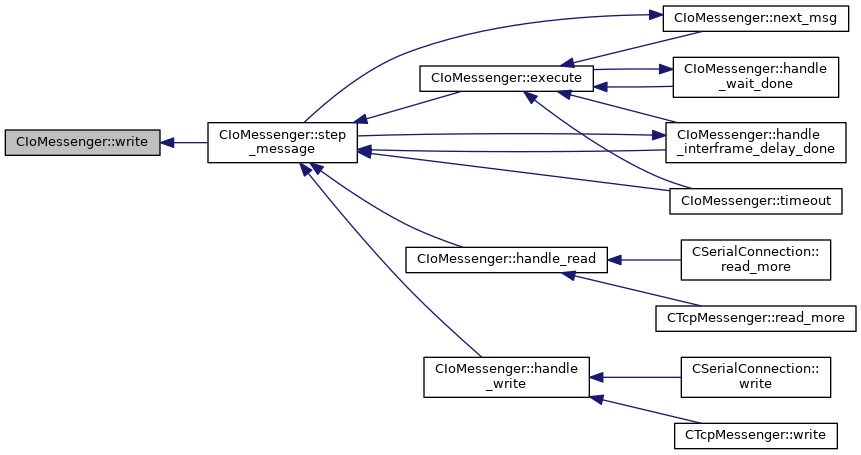 CIoMessenger::write
CIoMessenger::step
_message
CIoMessenger::execute
CIoMessenger::handle_read
CIoMessenger::handle
_write
CIoMessenger::next_msg
CIoMessenger::handle
_wait_done
CIoMessenger::handle
_interframe_delay_done
CIoMessenger::timeout
CSerialConnection::
read_more
CTcpMessenger::read_more
CSerialConnection::
write
CTcpMessenger::write